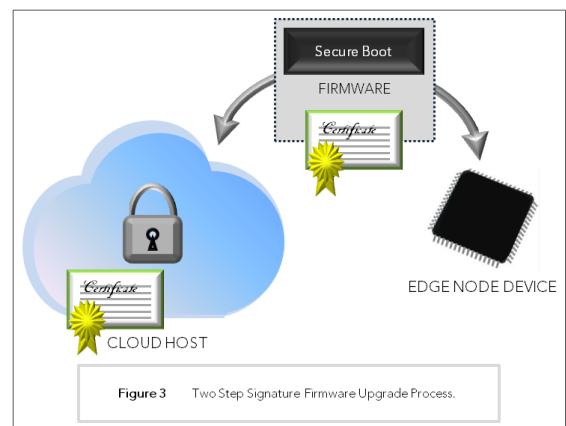 Secure Boot
FIRMWARE
Certificate
Certificate
EDGE NODE DEVICE
CLOUD HOST
Figure 3 Two Step Signature Firmware Upgrade Process.